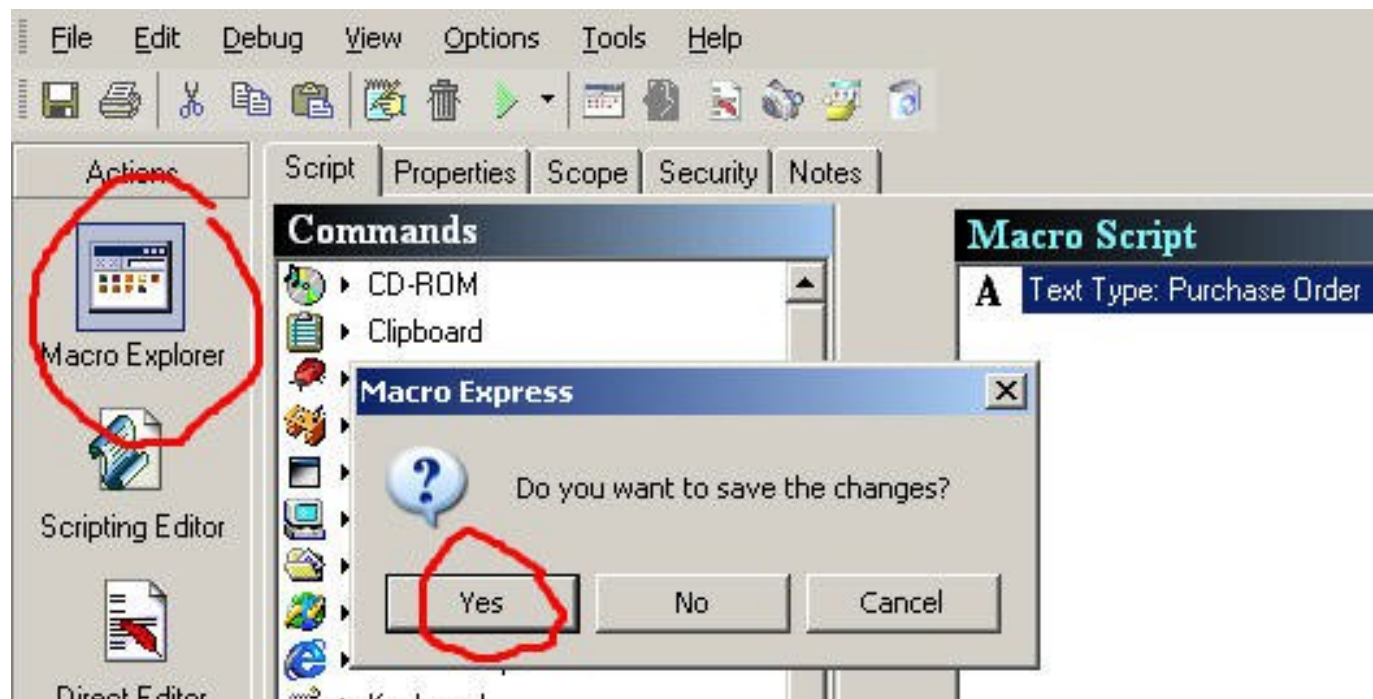 File Edit Debug View Options Tools Help
Actions
Script Properties Scope Security Notes
Commands
Macro Script
CD-ROM
A Text Type: Purchase Order
Clipboard
Macro Explorer
Macro Express
Do you want to save the changes?
Scripting Editor
Yes No Cancel
Direct Editor
Keyboard